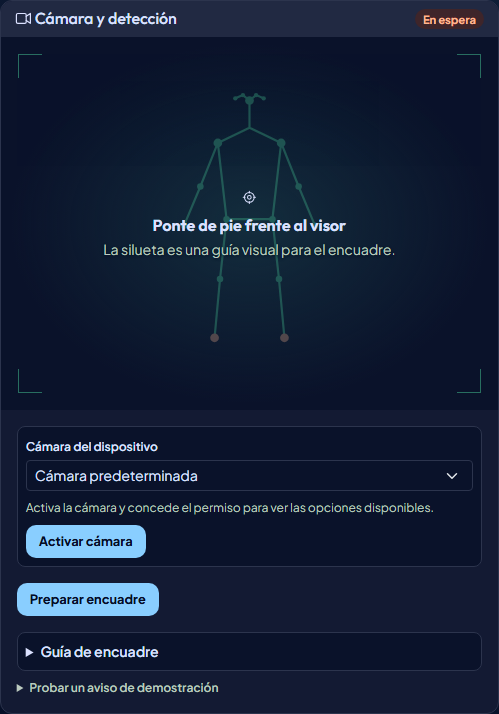 Cámara y detección
En espera
Ponte de pie frente al visor
La silueta es una guía visual para el encuadre.
Cámara del dispositivo
Cámara predeterminada
Activa la cámara y concede el permiso para ver las opciones disponibles.
Activar cámara
Preparar encuadre
Guía de encuadre
Probar un aviso de demostración